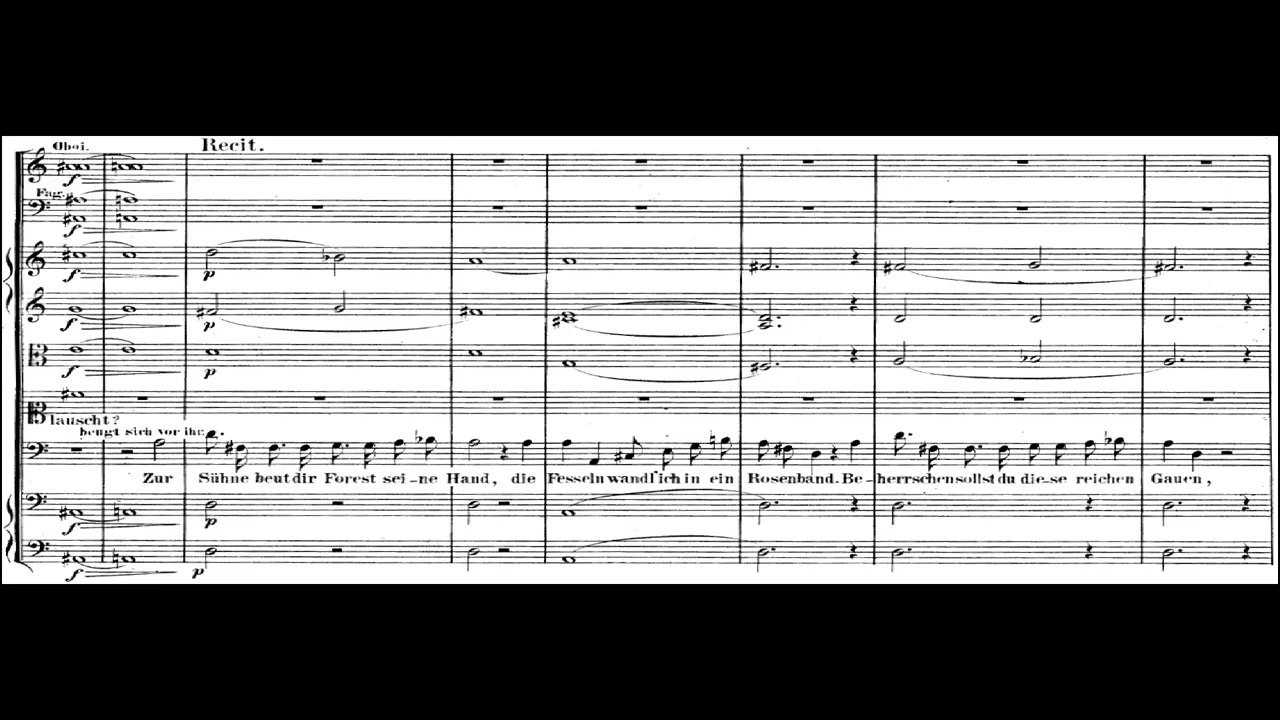 Oboi.
Recit.
f
Fag.
f
f
p
f
p
f
p
lauscht?
beugt sich vor ihr.
Zur Sühne beut dir Forest sei-ne Hand, die Fesseln wandl' ich in ein Rosenband. Be-herrschen sollst du die-se reichen Gauen,
f
p
f
p